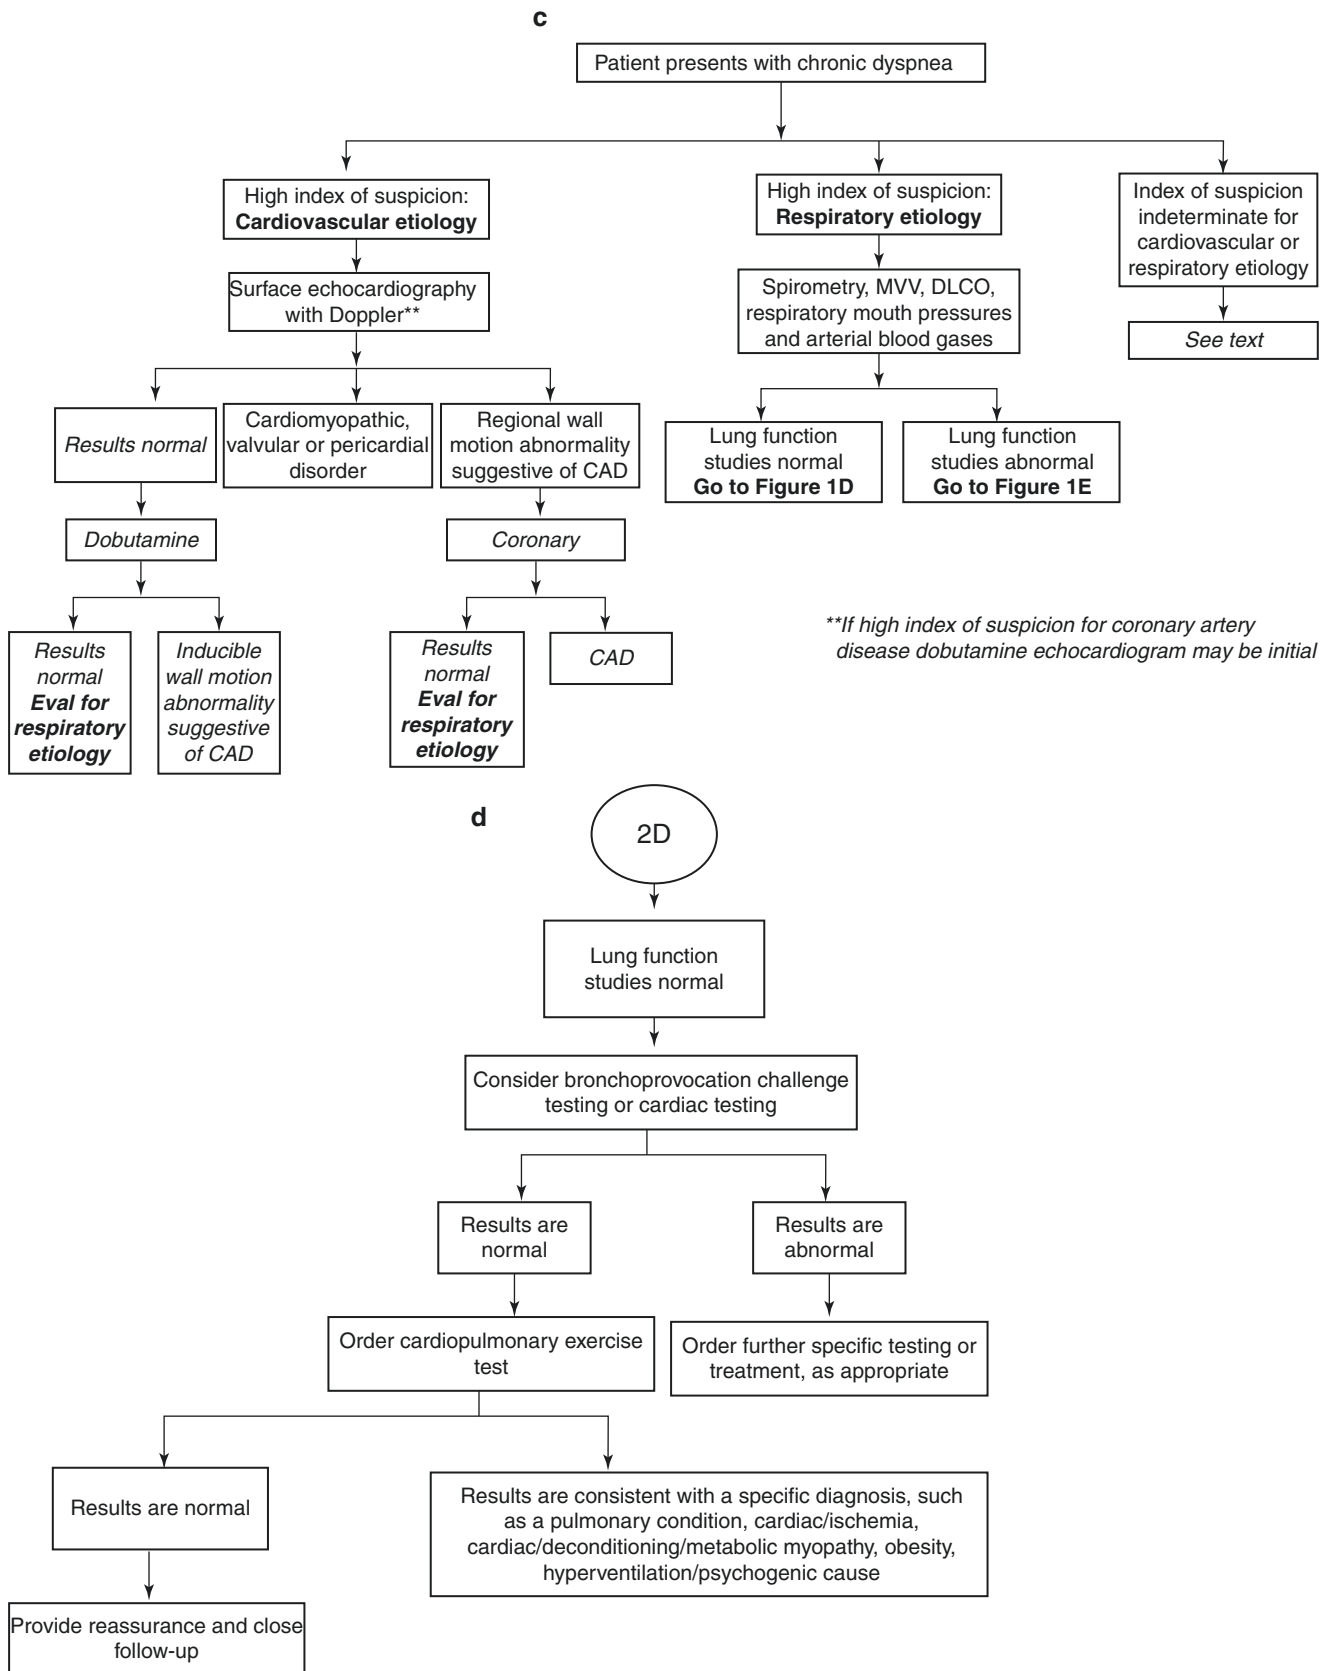 c
Patient presents with chronic dyspnea
High index of suspicion:
Cardiovascular etiology
High index of suspicion:
Respiratory etiology
Index of suspicion
indeterminate for
cardiovascular or
respiratory etiology
Surface echocardiography
with Doppler**
Spirometry, MVV, DLCO,
respiratory mouth pressures
and arterial blood gases
See text
Results normal
Cardiomyopathic,
valvular or pericardial
disorder
Regional wall
motion abnormality
suggestive of CAD
Lung function
studies normal
Go to Figure 1D
Lung function
studies abnormal
Go to Figure 1E
Dobutamine
Coronary
Results
normal
Eval for
respiratory
etiology
Inducible
wall motion
abnormality
suggestive
of CAD
Results
normal
Eval for
respiratory
etiology
CAD
**If high index of suspicion for coronary artery
disease dobutamine echocardiogram may be initial
d
2D
Lung function
studies normal
Consider bronchoprovocation challenge
testing or cardiac testing
Results are
normal
Results are
abnormal
Order cardiopulmonary exercise
test
Order further specific testing or
treatment, as appropriate
Results are normal
Results are consistent with a specific diagnosis, such
as a pulmonary condition, cardiac/ischemia,
cardiac/deconditioning/metabolic myopathy, obesity,
hyperventilation/psychogenic cause
Provide reassurance and close
follow-up